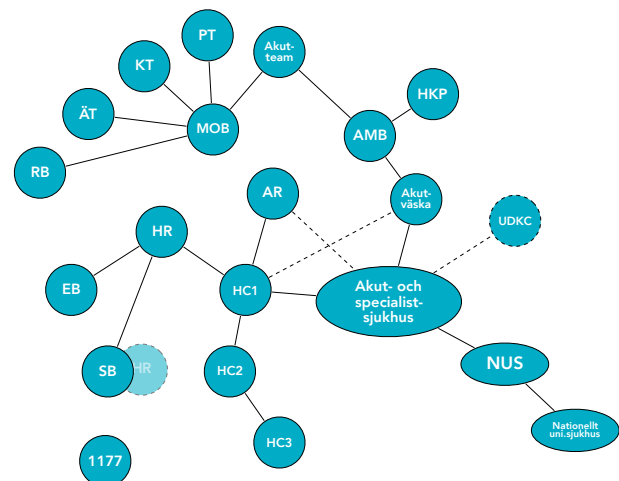 PT
Akut-
team
KT
HKP
ÄT
MOB
AMB
RB
AR
Akut-
väska
UDKC
HR
EB
HC1
Akut- och
specialist-
sjukhus
SB
HR
HC2
NUS
HC3
Nationellt
uni.sjukhus
1177